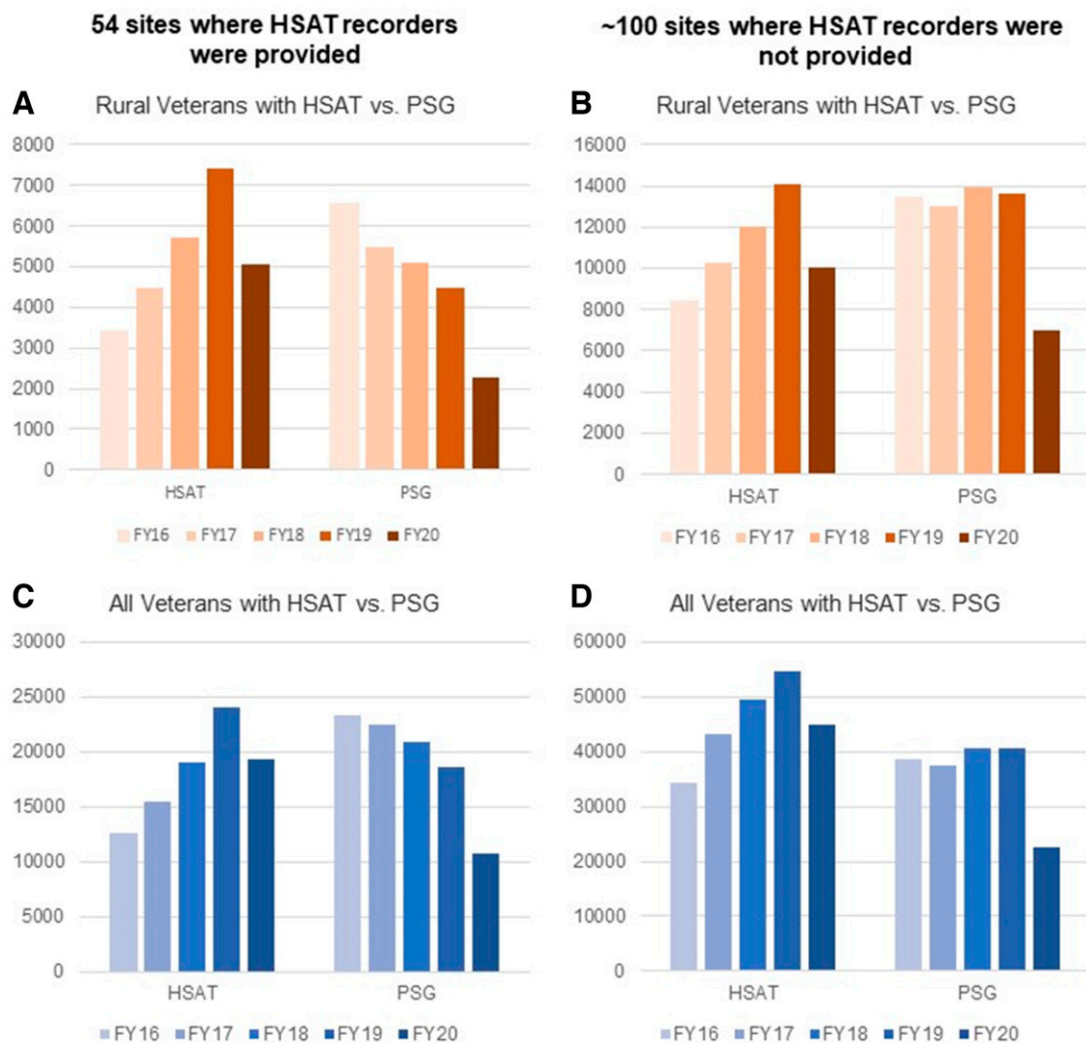 54 sites where HSAT recorders
were provided
~100 sites where HSAT recorders were
not provided
A
Rural Veterans with HSAT vs. PSG
8000
7000
6000
5000
4000
3000
2000
1000
0
HSAT
PSG
FY16
FY17
FY18
FY19
FY20
B
Rural Veterans with HSAT vs. PSG
16000
14000
12000
10000
8000
6000
4000
2000
0
HSAT
PSG
FY16
FY17
FY18
FY19
FY20
C
All Veterans with HSAT vs. PSG
30000
25000
20000
15000
10000
5000
0
HSAT
PSG
FY16
FY17
FY18
FY19
FY20
D
All Veterans with HSAT vs. PSG
60000
50000
40000
30000
20000
10000
0
HSAT
PSG
FY16
FY17
FY18
FY19
FY20